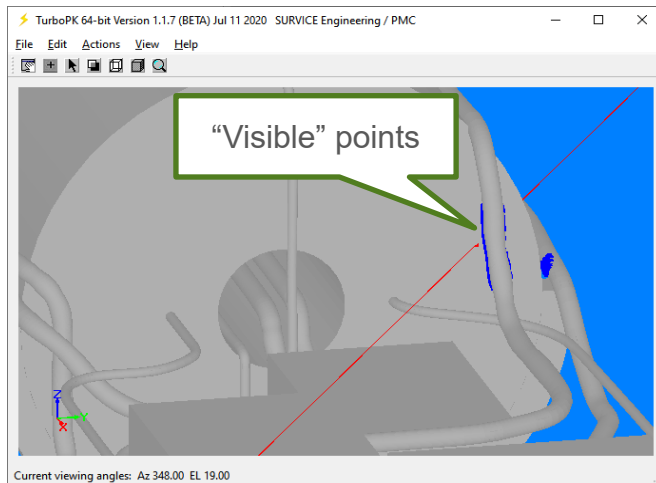 TurboPK 64-bit Version 1.1.7 (BETA) Jul 11 2020 SURVICE Engineering / PMC
File Edit Actions View Help
“Visible” points
Z
Y
X
Current viewing angles: Az 348.00 EL 19.00